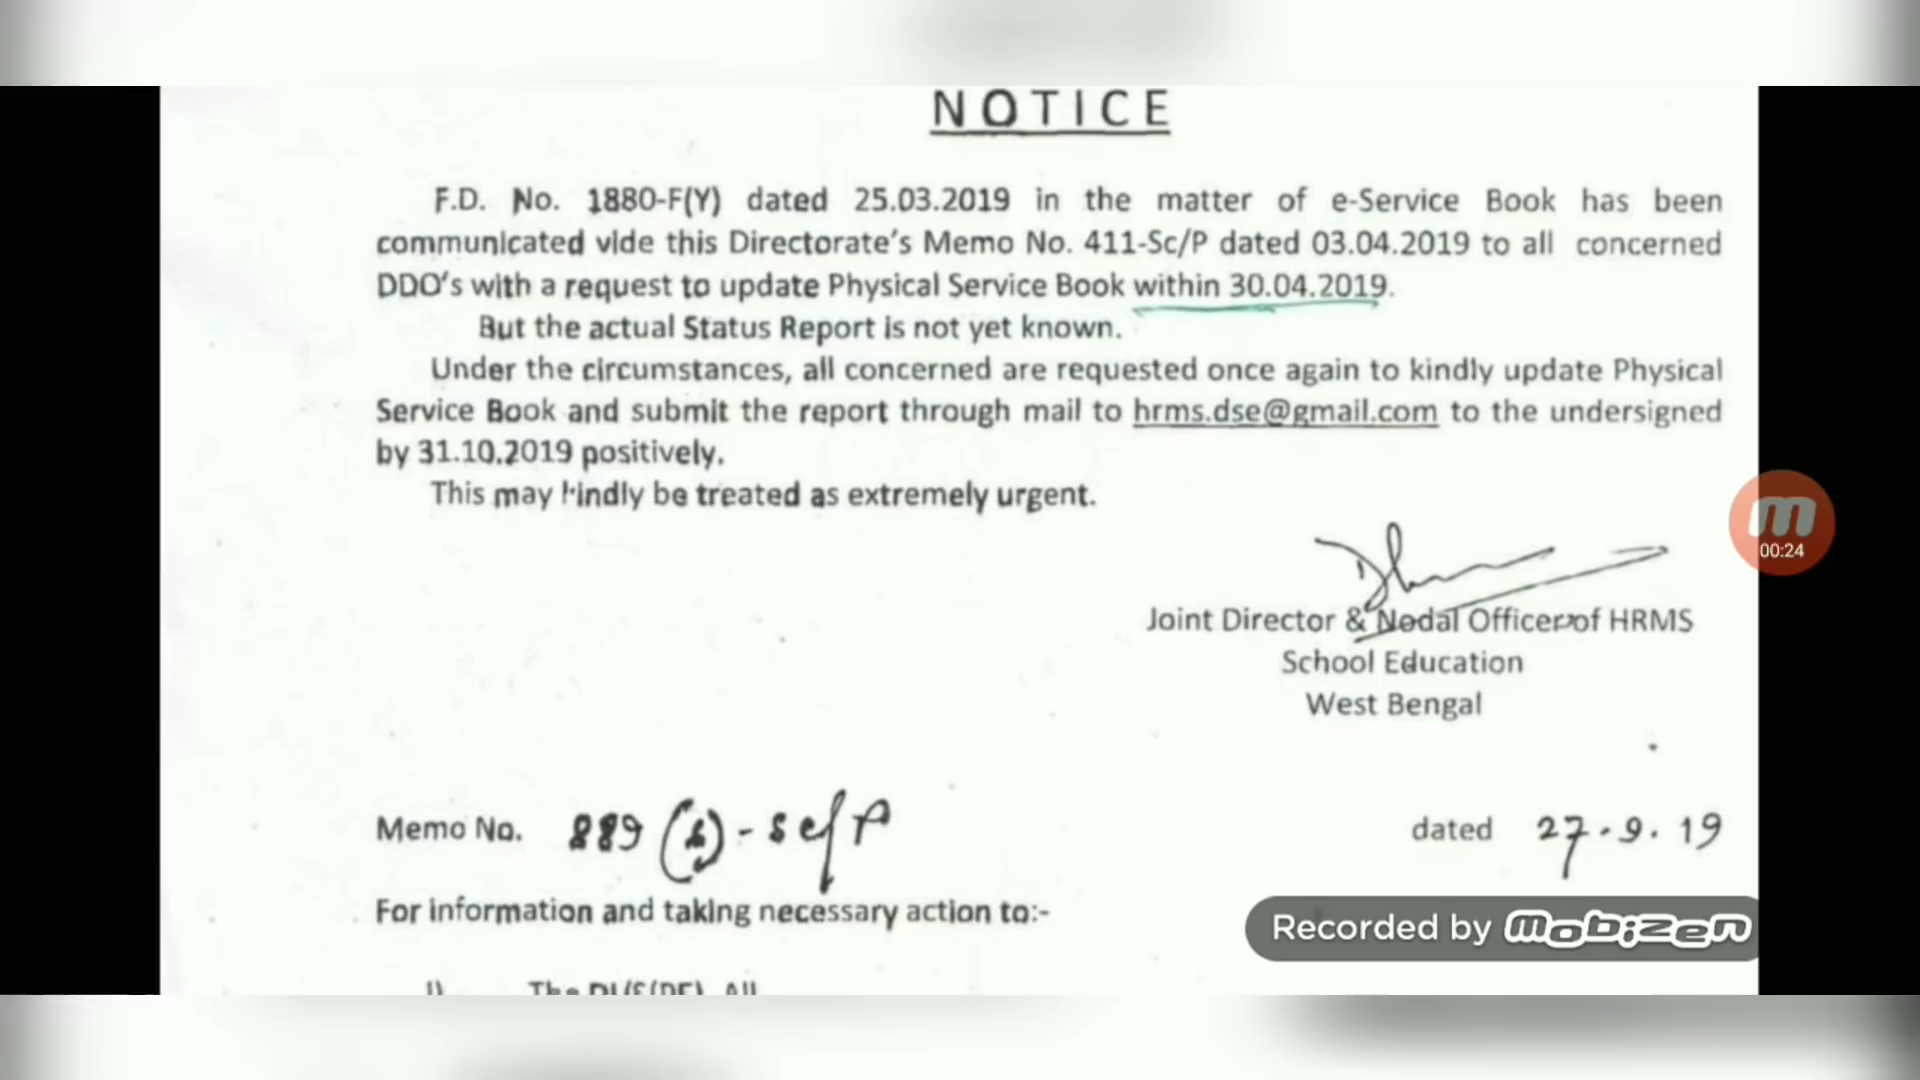 NOTICE
F.D. No. 1880-F(Y) dated 25.03.2019 in the matter of e-Service Book has been
communicated vide this Directorate's Memo No. 411-Sc/P dated 03.04.2019 to all concerned
DDO's with a request to update Physical Service Book within 30.04.2019.
But the actual Status Report is not yet known.
Under the circumstances, all concerned are requested once again to kindly update Physical
Service Book and submit the report through mail to hrms.dse@gmail.com to the undersigned
by 31.10.2019 positively.
This may kindly be treated as extremely urgent.
m
00:24
Joint Director & Nodal Officer of HRMS
School Education
West Bengal
Memo No. 889 - Sc/P dated 27.9.19
For information and taking necessary action to:-
Recorded by mobizen